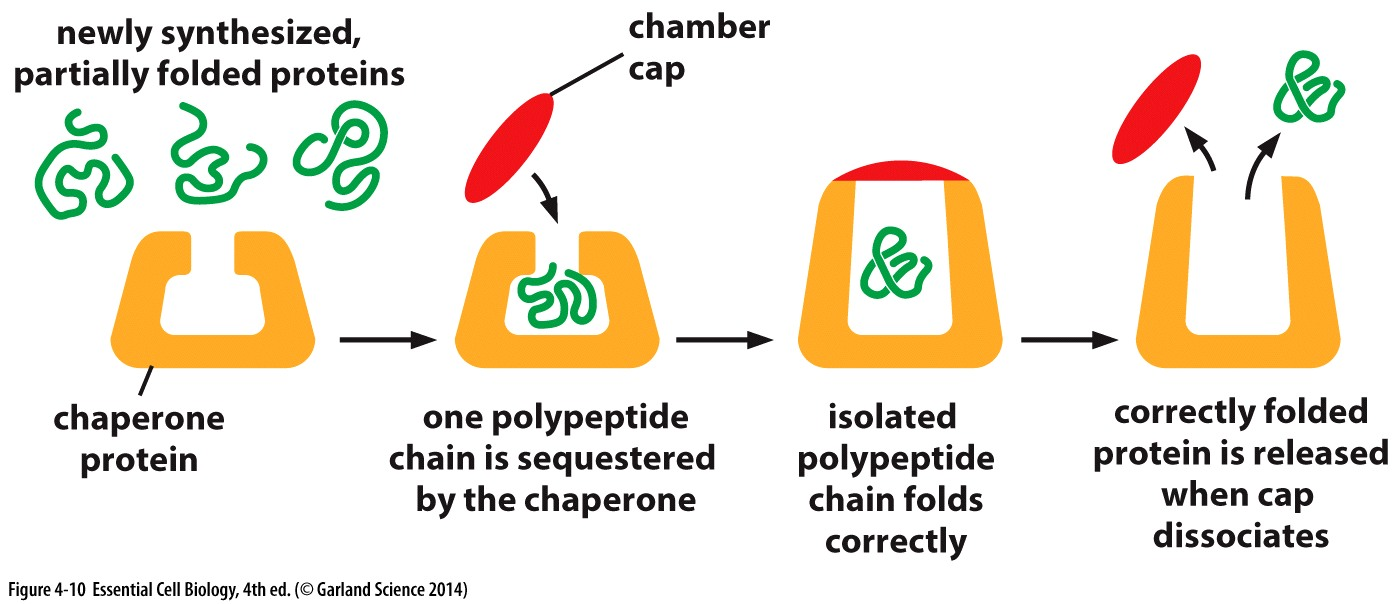 newly synthesized,
partially folded proteins
chamber
cap
chaperone
protein
one polypeptide
chain is sequestered
by the chaperone
isolated
polypeptide
chain folds
correctly
correctly folded
protein is released
when cap
dissociates
Figure 4-10 Essential Cell Biology, 4th ed. (© Garland Science 2014)